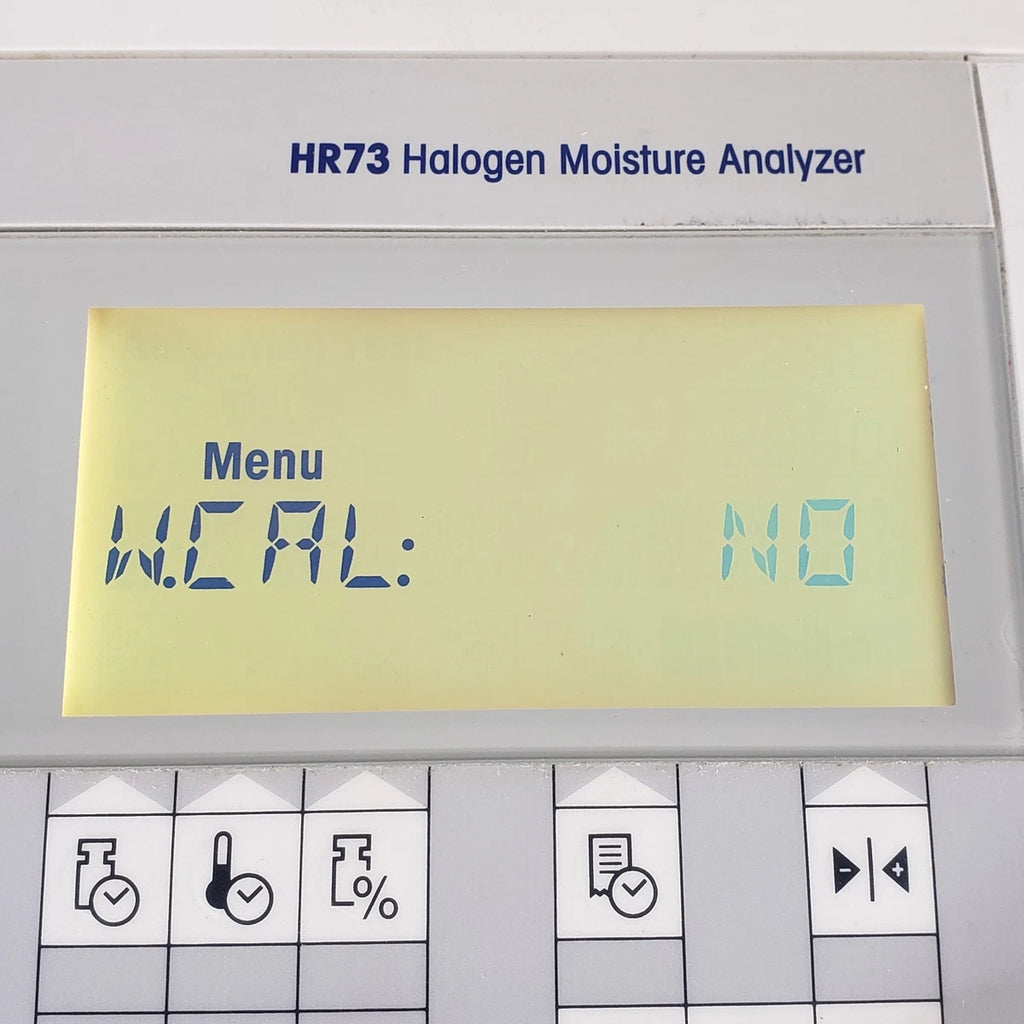 HR73 Halogen Moisture Analyzer
Menu
W.CAL: NO
%
- +